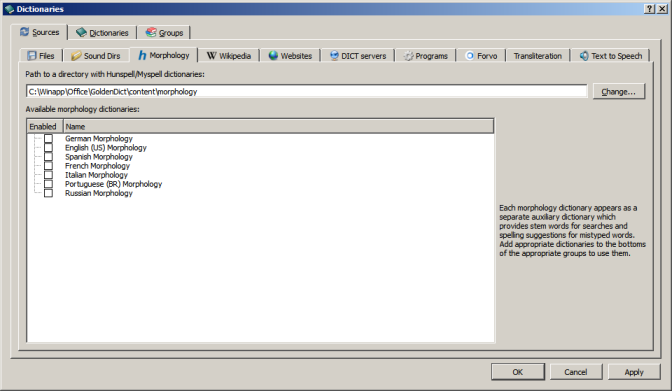 Dictionaries
Sources Dictionaries Groups
Files Sound Dirs Morphology Wikipedia Websites DICT servers Programs Forvo Transliteration Text to Speech
Path to a directory with Hunspell/Myspell dictionaries:
C:\Winapp\Office\GoldenDict\content\morphology
Change...
Available morphology dictionaries:
Enabled Name
German Morphology
English (US) Morphology
Spanish Morphology
French Morphology
Italian Morphology
Portuguese (BR) Morphology
Russian Morphology
Each morphology dictionary appears as a
separate auxiliary dictionary which
provides stem words for searches and
spelling suggestions for mistyped words.
Add appropriate dictionaries to the bottoms
of the appropriate groups to use them.
OK Cancel Apply